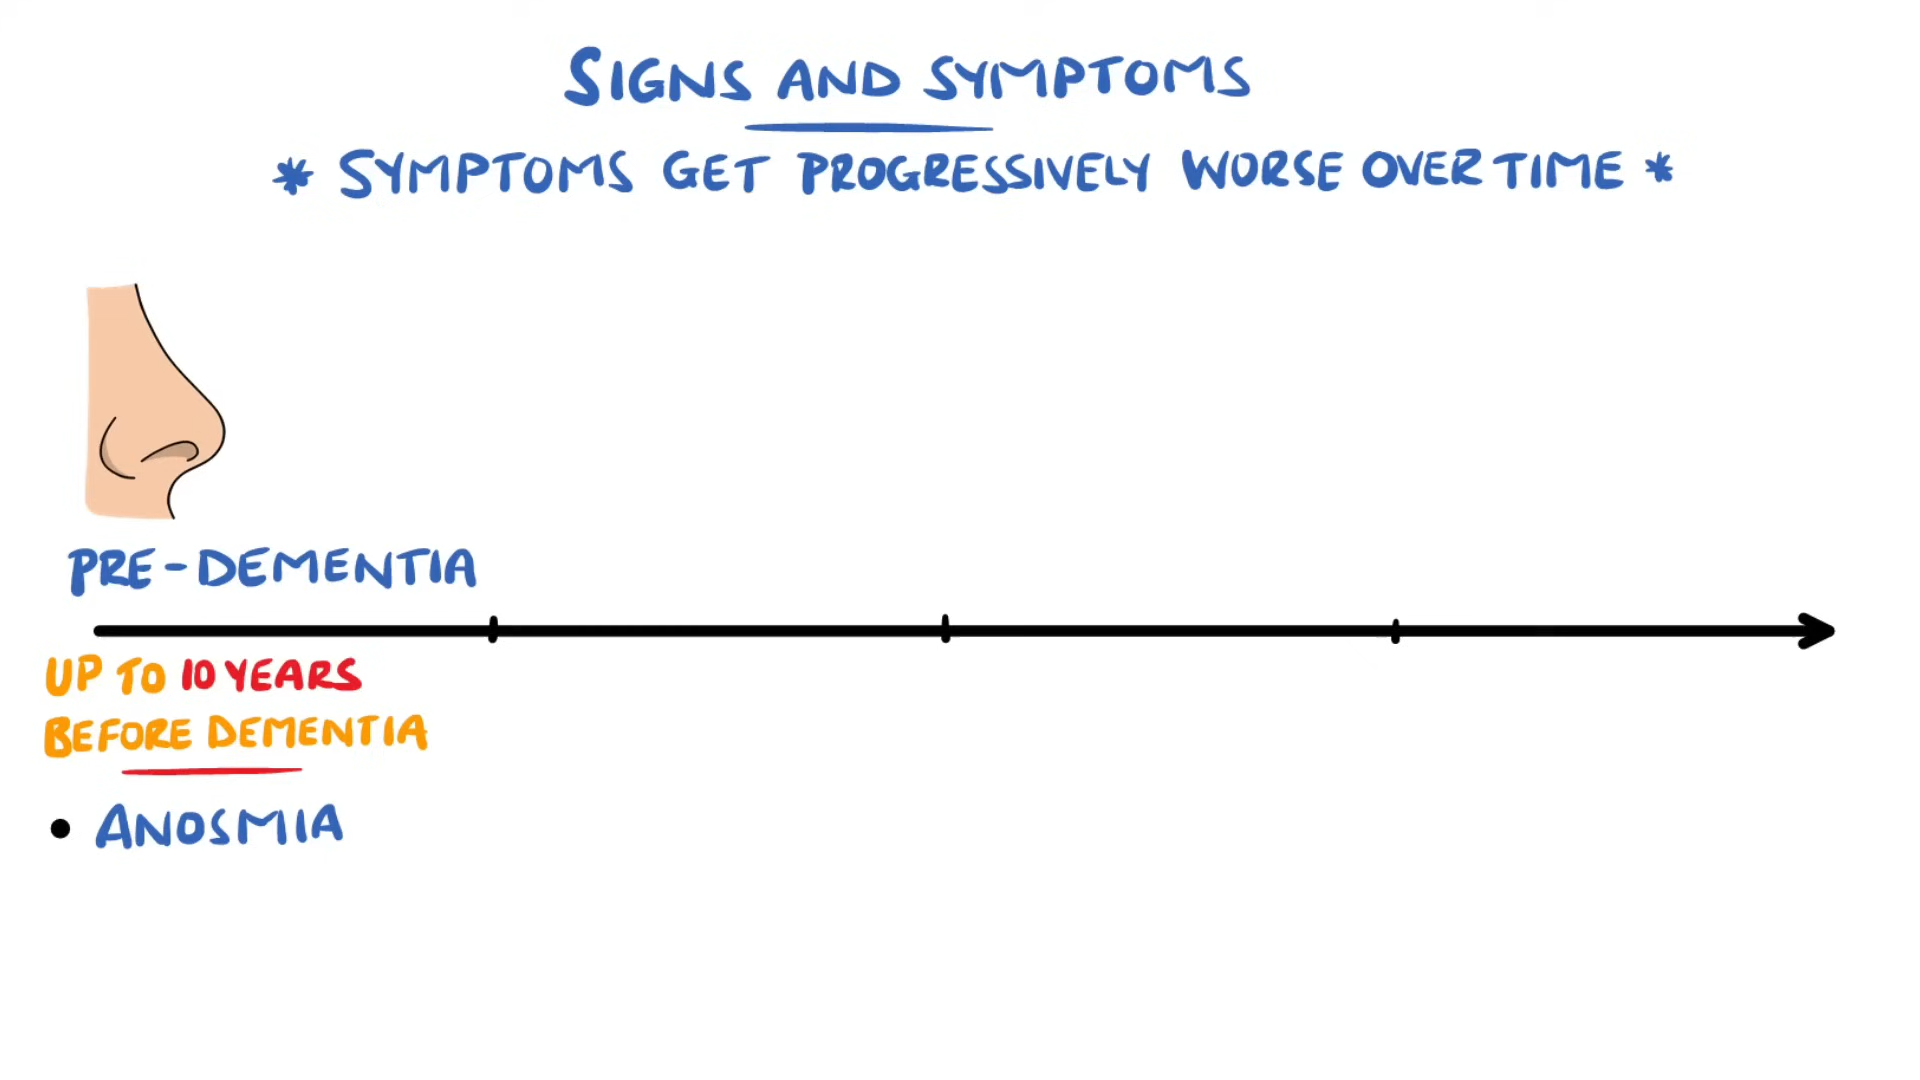 SIGNS AND SYMPTOMS
* SYMPTOMS GET PROGRESSIVELY WORSE OVER TIME *
PRE-DEMENTIA
UP TO 10 YEARS
BEFORE DEMENTIA
• ANOSMIA